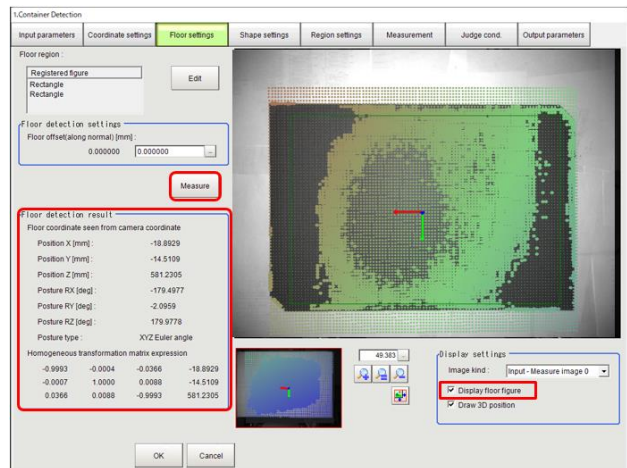 1.Container Detection
Input parameters
Coordinate settings
Floor settings
Shape settings
Region settings
Measurement
Judge cond.
Output parameters
Floor region :
Registered figure
Rectangle
Rectangle
Edit
Floor detection settings
Floor offset(along normal) [mm] :
0.000000 0.000000 ...
Measure
Floor detection result
Floor coordinate seen from camera coordinate
Position X [mm] : -18.8929
Position Y [mm] : -14.5109
Position Z [mm] : 581.2305
Posture RX [deg] : -179.4977
Posture RY [deg] : -2.0959
Posture RZ [deg] : 179.9778
Posture type : XYZ Euler angle
Homogeneous transformation matrix expression
-0.9993 -0.0004 -0.0366 -18.8929
-0.0007 1.0000 0.0088 -14.5109
0.0366 0.0088 -0.9993 581.2305
49.383 ...
Display settings
Image kind : Input - Measure image 0
Display floor figure
Draw 3D position
OK
Cancel